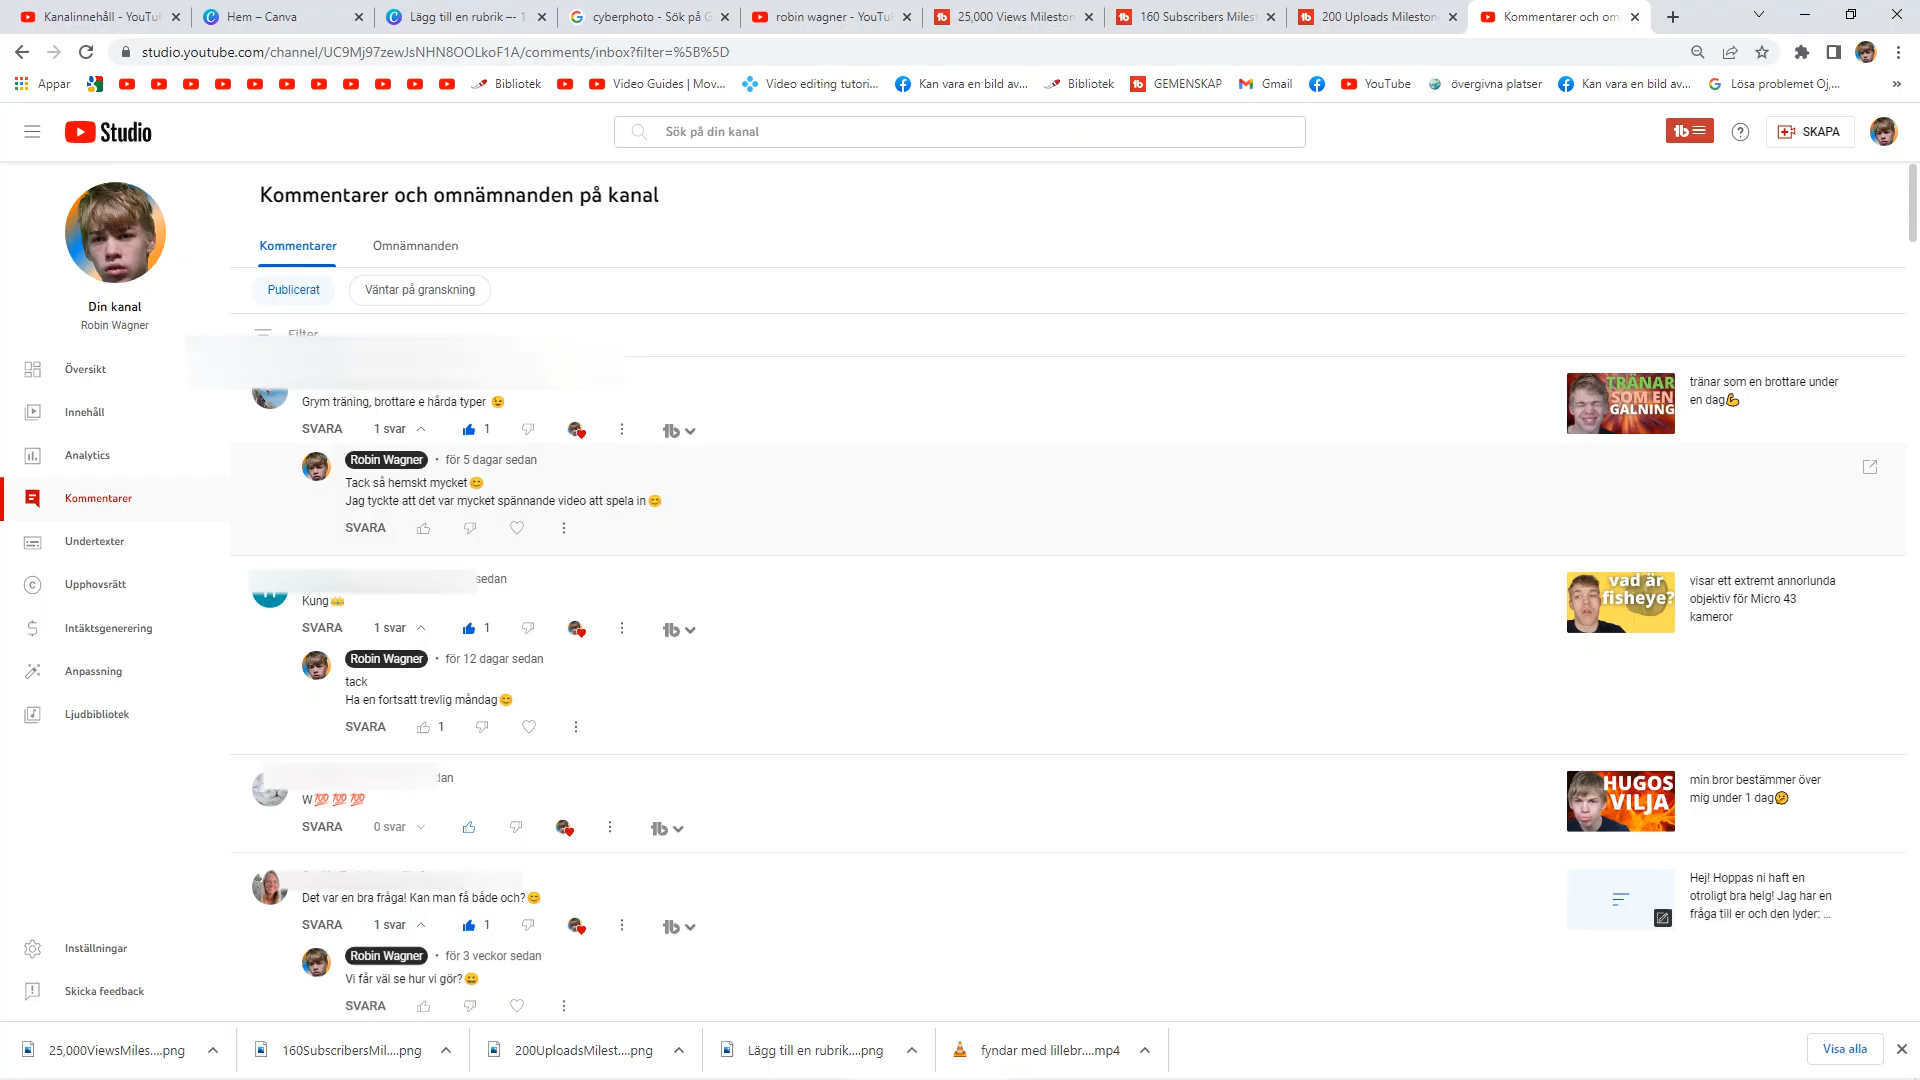 Kanalinnehåll - YouTu
Hem – Canva
Lägg till en rubrik –- 1
cyberphoto - Sök på G
robin wagner - YouTu
25,000 Views Mileston
160 Subscribers Miles
200 Uploads Mileston
Kommentarer och om
studio.youtube.com/channel/UC9Mj97zewJsNHN8OOLkoF1A/comments/inbox?filter=%5B%5D
Appar
Bibliotek
Video Guides | Mov...
Video editing tutori...
Kan vara en bild av...
Bibliotek
GEMENSKAP
Gmail
YouTube
övergivna platser
Kan vara en bild av...
Lösa problemet Oj,...
Studio
Sök på din kanal
SKAPA
Kommentarer och omnämnanden på kanal
Kommentarer
Omnämnanden
Publicerat
Väntar på granskning
Filter
Din kanal
Robin Wagner
Översikt
Innehåll
Analytics
Kommentarer
Undertexter
Upphovsrätt
Intäktsgenerering
Anpassning
Ljudbibliotek
Inställningar
Skicka feedback
Grym träning, brottare e hårda typer 😉
SVARA 1 svar 1
TRÄNAR
SOM EN
GALNING
tränar som en brottare under
en dag💪
Robin Wagner • för 5 dagar sedan
Tack så hemskt mycket😊
Jag tyckte att det var mycket spännande video att spela in😊
SVARA
sedan
Kung👑
SVARA 1 svar 1
vad är
fisheye?
visar ett extremt annorlunda
objektiv för Micro 43
kameror
Robin Wagner • för 12 dagar sedan
tack
Ha en fortsatt trevlig måndag😊
SVARA 1
dan
W💯💯💯
SVARA 0 svar
HUGOS
VILJA
min bror bestämmer över
mig under 1 dag🤔
Det var en bra fråga! Kan man få både och?😊
SVARA 1 svar 1
Hej! Hoppas ni haft en
otroligt bra helg! Jag har en
fråga till er och den lyder: ...
Robin Wagner • för 3 veckor sedan
Vi får väl se hur vi gör?😄
SVARA
25,000ViewsMiles....png
160SubscribersMil....png
200UploadsMilest....png
Lägg till en rubrik....png
fyndar med lillebr....mp4
Visa alla